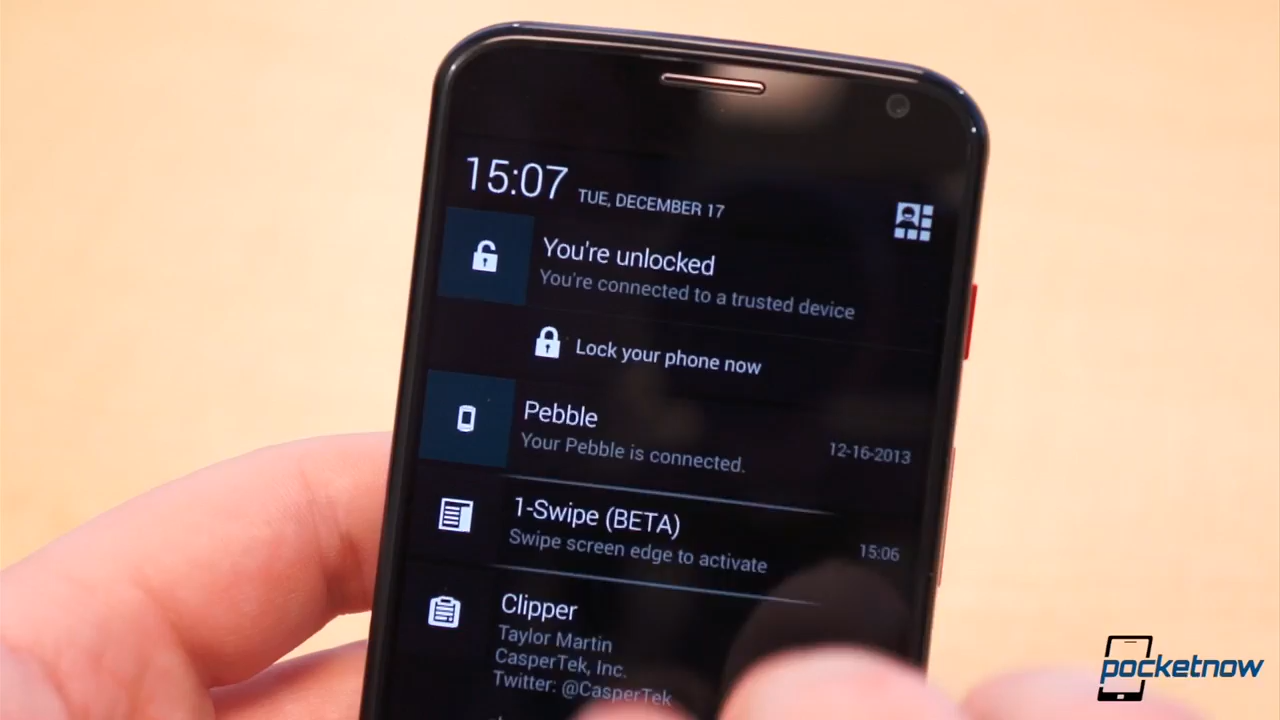 15:07 TUE, DECEMBER 17
You're unlocked
You're connected to a trusted device
Lock your phone now
Pebble
Your Pebble is connected.
12-16-2013
1-Swipe (BETA)
Swipe screen edge to activate
15:06
Clipper
Taylor Martin
CasperTek, Inc.
Twitter: @CasperTek
pocketnow